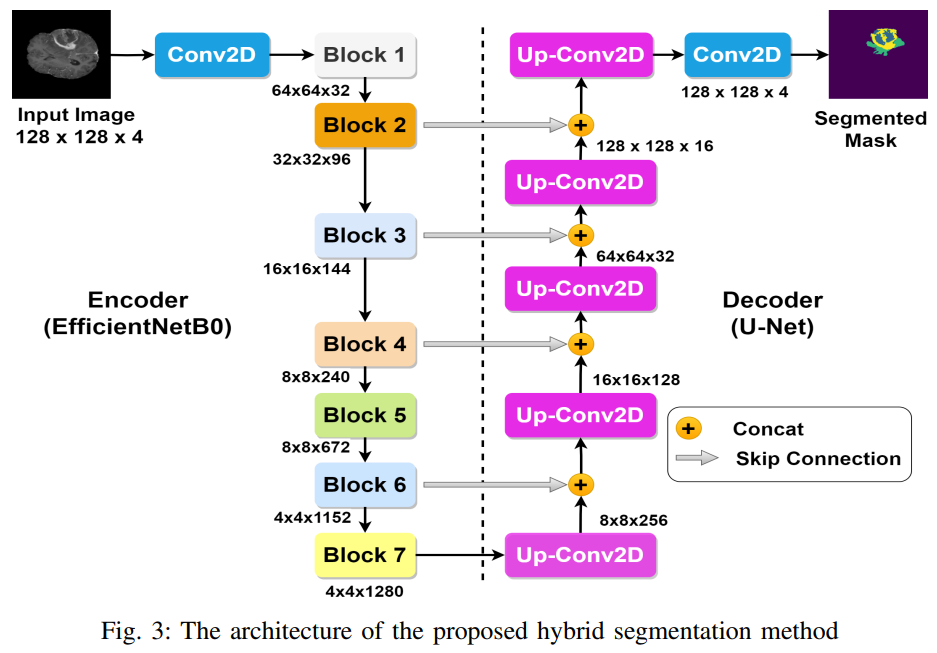 Conv2D
Block 1
Up-Conv2D
Conv2D
Input Image
128 x 128 x 4
64x64x32
128 x 128 x 4
Segmented
Mask
Block 2
+
32x32x96
128 x 128 x 16
Up-Conv2D
Block 3
+
16x16x144
64x64x32
Up-Conv2D
Encoder
(EfficientNetB0)
Decoder
(U-Net)
Block 4
+
8x8x240
16x16x128
Block 5
Up-Conv2D
8x8x672
+
Concat
Skip Connection
Block 6
+
4x4x1152
8x8x256
Block 7
Up-Conv2D
4x4x1280
Fig. 3: The architecture of the proposed hybrid segmentation method